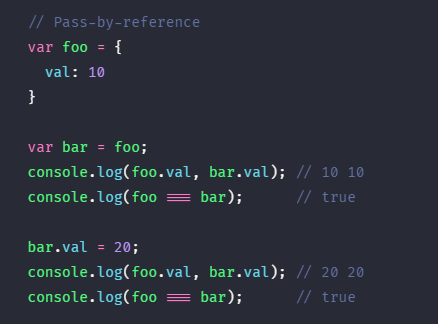 // Pass-by-reference
var foo = {
  val: 10
}
var bar = foo;
console.log(foo.val, bar.val); // 10 10
console.log(foo === bar);      // true
bar.val = 20;
console.log(foo.val, bar.val); // 20 20
console.log(foo === bar);      // true